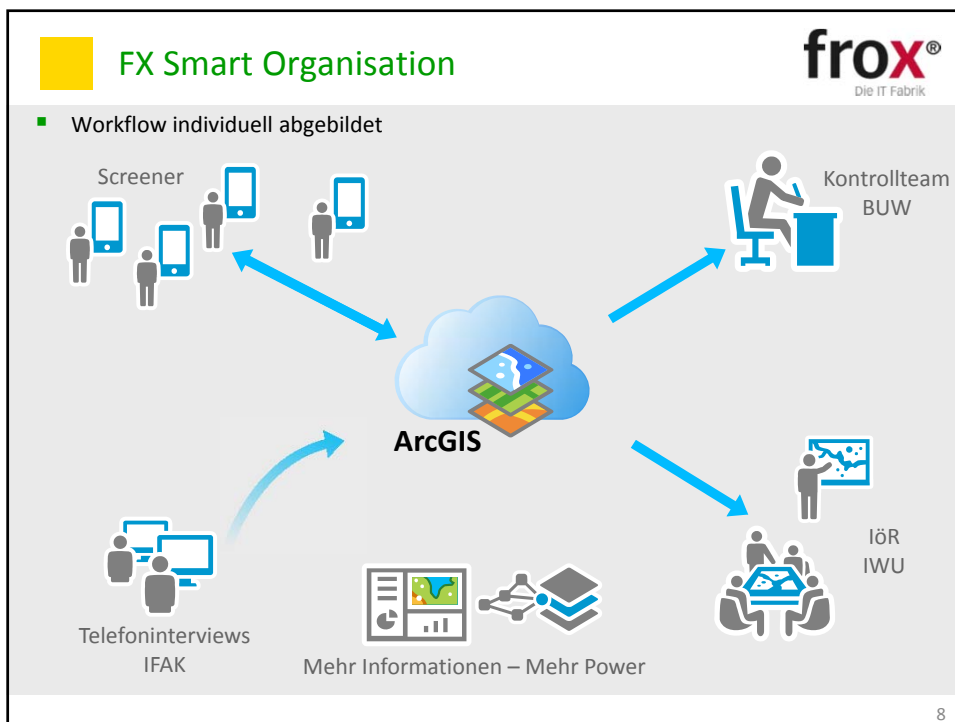 FX Smart Organisation
frox®
Die IT Fabrik
▪ Workflow individuell abgebildet
Screener
Kontrollteam
BUW
ArcGIS
IöR
IWU
Telefoninterviews
IFAK
Mehr Informationen – Mehr Power
8